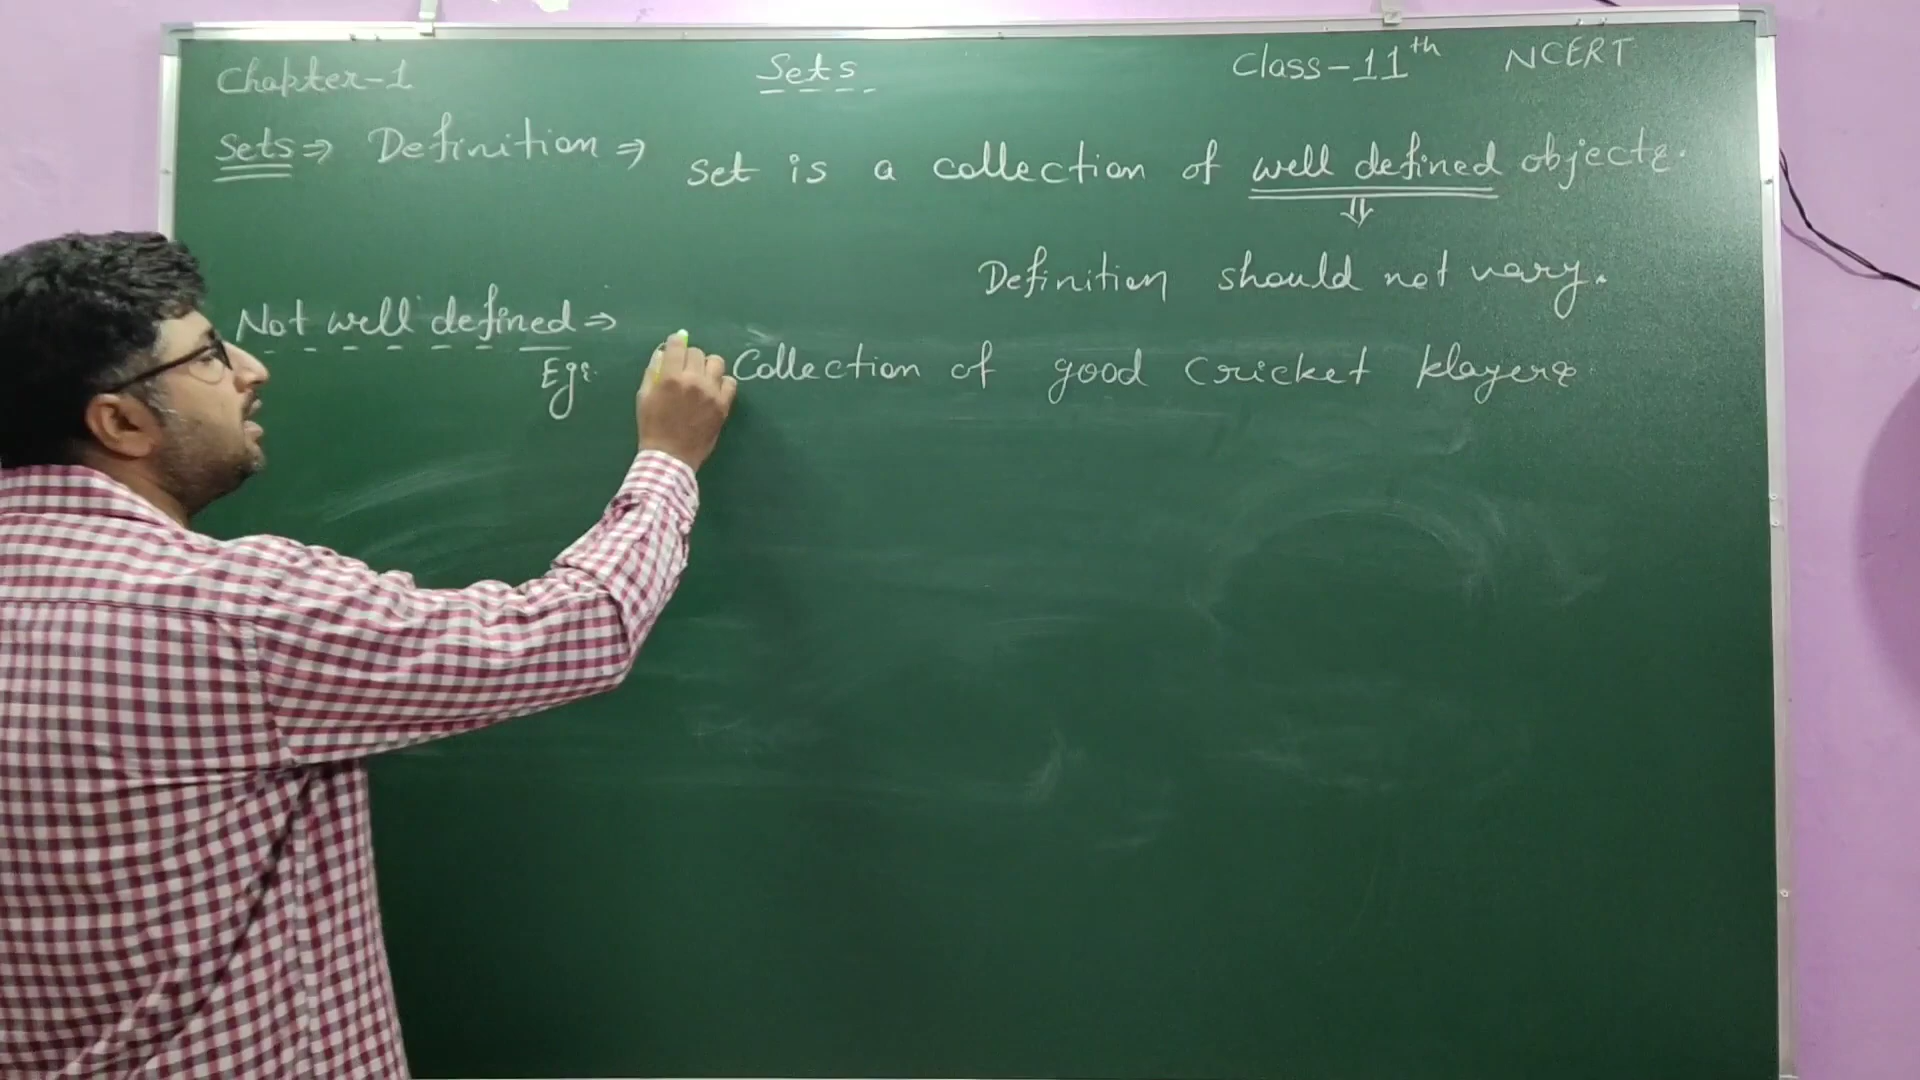 Chapter-1 Sets Class-11th NCERT
Sets ⇒ Definition ⇒ Set is a collection of well defined objects.
⇓
Definition should not vary.
Not well defined ⇒
Eg: Collection of good cricket players